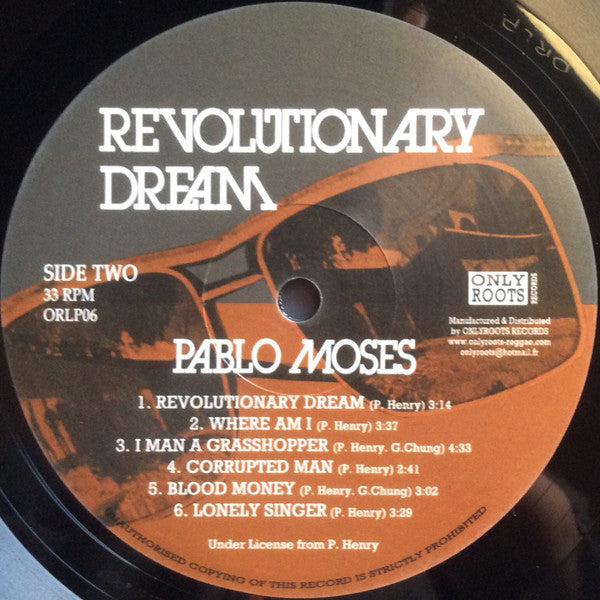 ORLP
REVOLUTIONARY
DREAM
SIDE TWO
33 RPM
ORLP06
ONLY
ROOTS
RECORDS
Manufactured & Distributed
by ONLYROOTS RECORDS
www.onlyroots-reggae.com
onlyroots@hotmail.fr
PABLO MOSES
1. REVOLUTIONARY DREAM (P. Henry) 3:14
2. WHERE AM I (P. Henry) 3:37
3. I MAN A GRASSHOPPER (P. Henry. G.Chung) 4:33
4. CORRUPTED MAN (P. Henry) 2:41
5. BLOOD MONEY (P. Henry. G.Chung) 3:02
6. LONELY SINGER (P. Henry) 3:29
Under License from P. Henry
AUTHORISED COPYING OF THIS RECORD IS STRICTLY PROHIBITED